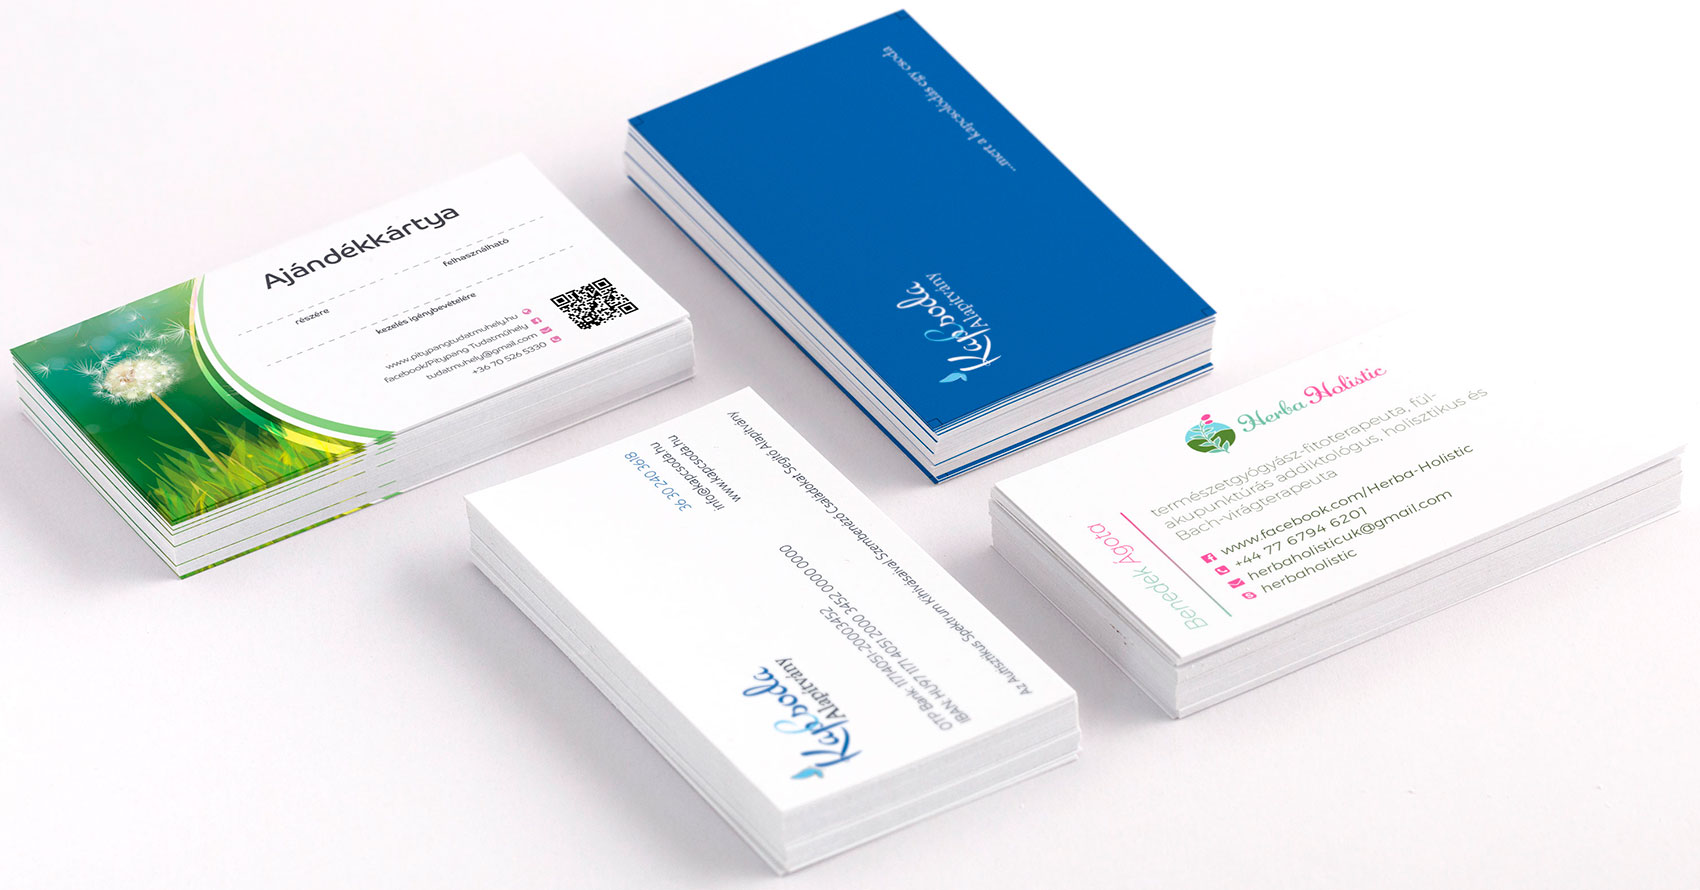 Ajándékkártya
részére
felhasználható
kezelés igénybevételére
www.pitypangtudatmuhely.hu
facebook/Pitypang Tudatműhely
tudatmuhely@gmail.com
+36 70 526 5330
...mert a kapcsolódás egy csoda
Kapcsoda
Alapítvány
Kapcsoda
Alapítvány
OTP Bank: 11714051-20003452
IBAN: HU97 1171 4051 2000 3452 0000 0000
36 30 240 3618
info@kapcsoda.hu
www.kapcsoda.hu
Az Autisztikus Spektrum Kihívásaival Szembenéző Családokat Segítő Alapítvány
Herba Holistic
természetgyógyász-fitoterapeuta, fül-
akupunktúrás addiktológus, holisztikus és
Bach-virágterapeuta
Benedek Ágota
www.facebook.com/Herba-Holistic
+44 77 6794 6201
herbaholisticuk@gmail.com
herbaholistic